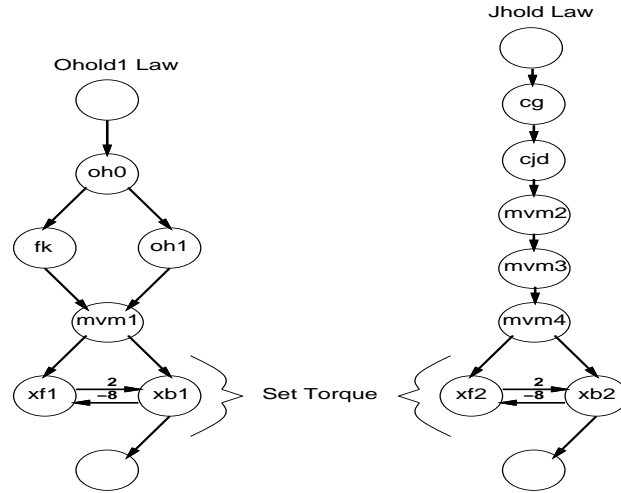 Jhold Law
Ohold1 Law
cg
oh0
cjd
mvm2
fk
oh1
mvm3
mvm1
mvm4
xf1
2
−8
xb1
Set Torque
xf2
2
−8
xb2